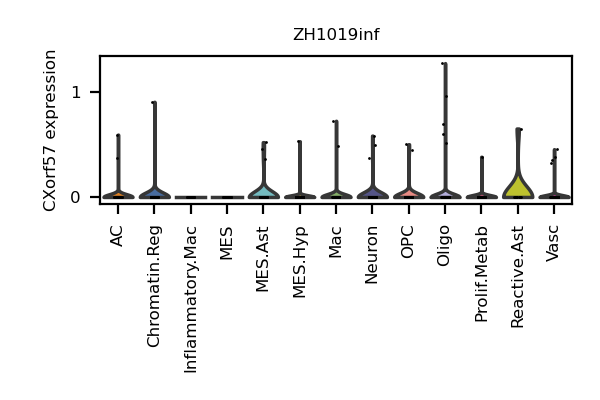 ZH1019inf
CXorf57 expression
1
0
AC
Chromatin.Reg
Inflammatory.Mac
MES
MES.Ast
MES.Hyp
Mac
Neuron
OPC
Oligo
Prolif.Metab
Reactive.Ast
Vasc